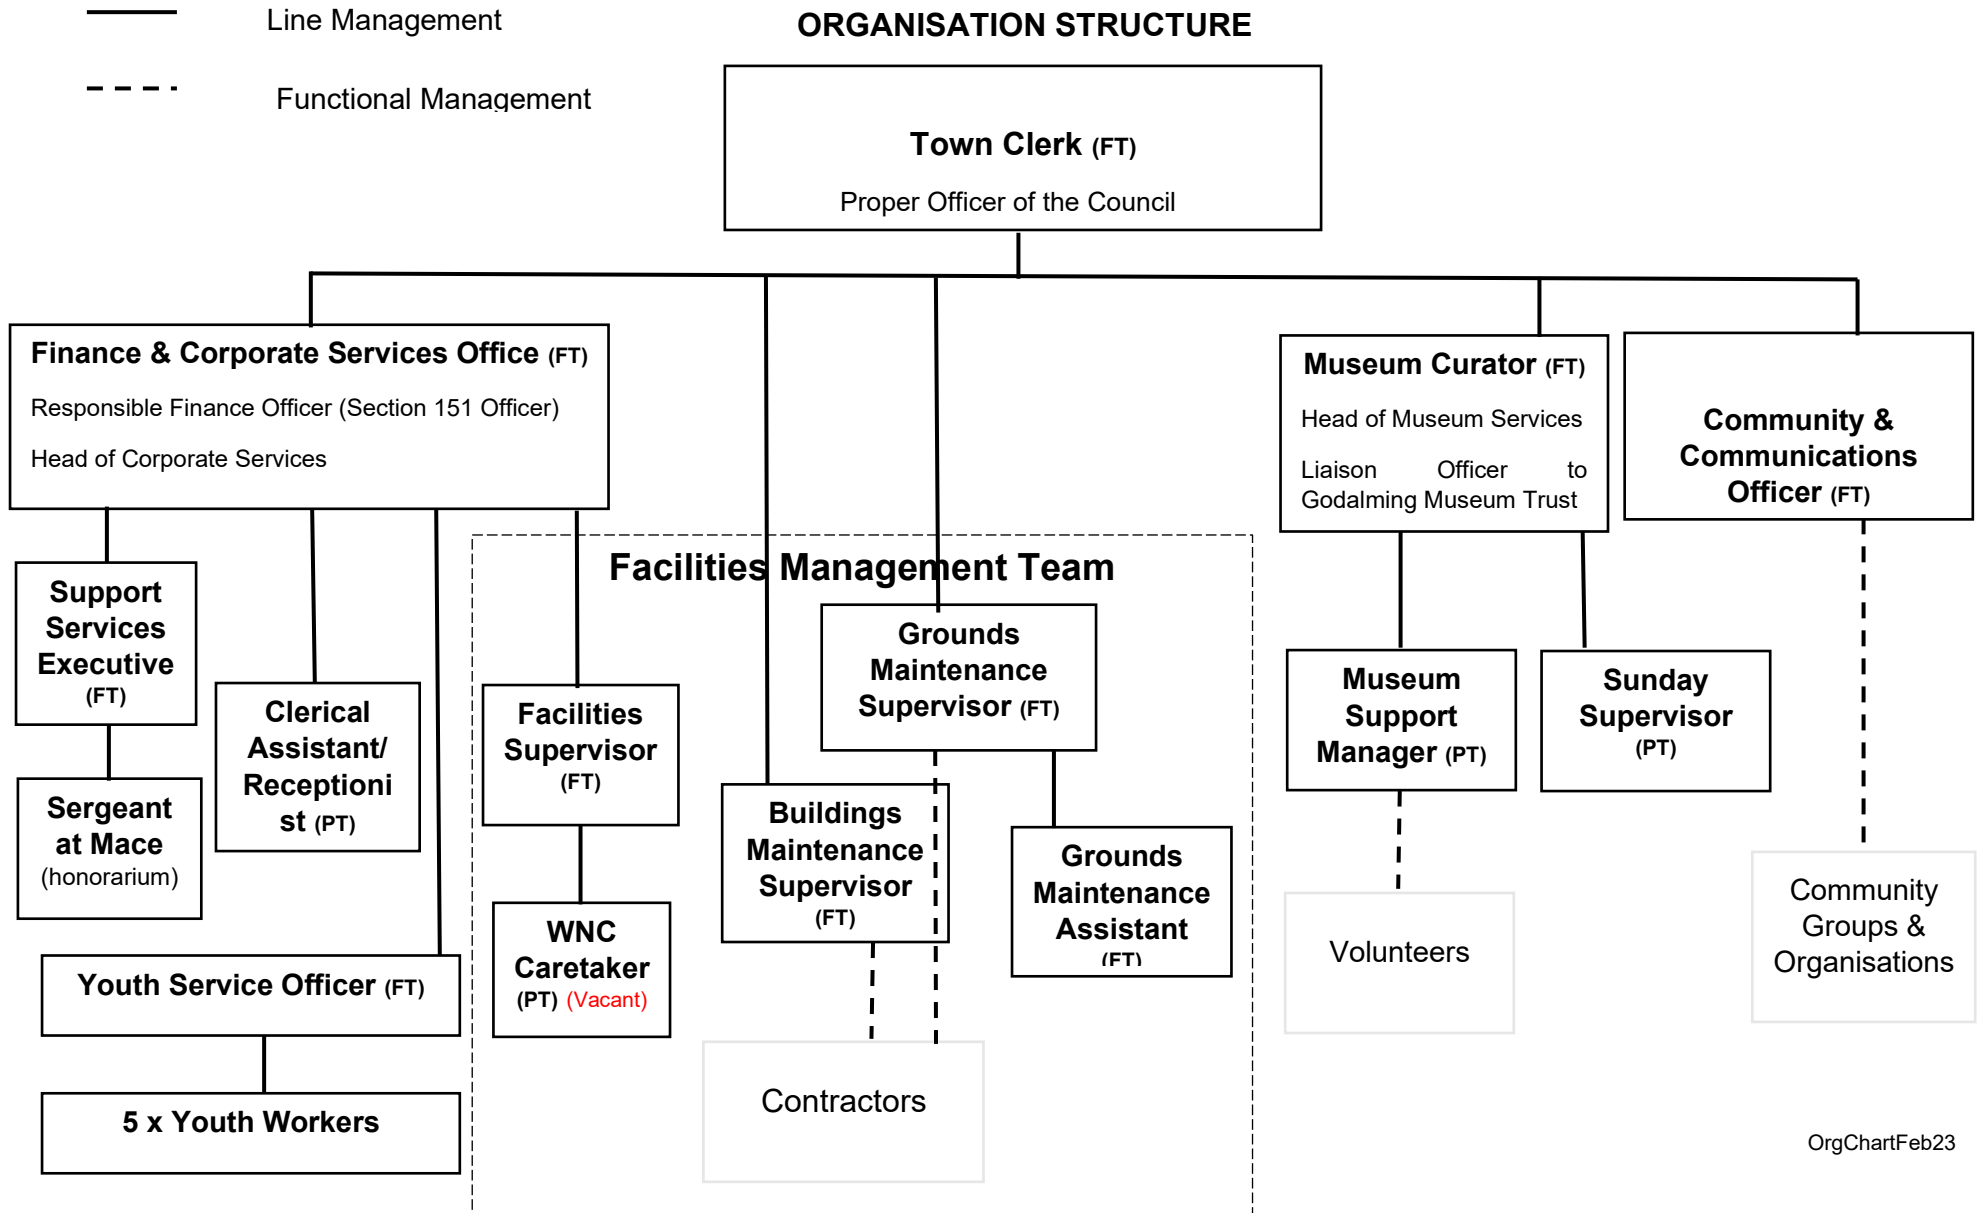 Line Management
ORGANISATION STRUCTURE
Functional Management
Town Clerk (FT)
Proper Officer of the Council
Finance & Corporate Services Office (FT)
Responsible Finance Officer (Section 151 Officer)
Head of Corporate Services
Museum Curator (FT)
Head of Museum Services
Liaison Officer to
Godalming Museum Trust
Community &
Communications
Officer (FT)
Facilities Management Team
Support
Services
Executive
(FT)
Clerical
Assistant/
Receptioni
st (PT)
Sergeant
at Mace
(honorarium)
Facilities
Supervisor
(FT)
Grounds
Maintenance
Supervisor (FT)
Buildings
Maintenance
Supervisor
(FT)
Grounds
Maintenance
Assistant
(FT)
WNC
Caretaker
(PT) (Vacant)
Museum
Support
Manager (PT)
Sunday
Supervisor
(PT)
Youth Service Officer (FT)
5 x Youth Workers
Contractors
Volunteers
Community
Groups &
Organisations
OrgChartFeb23